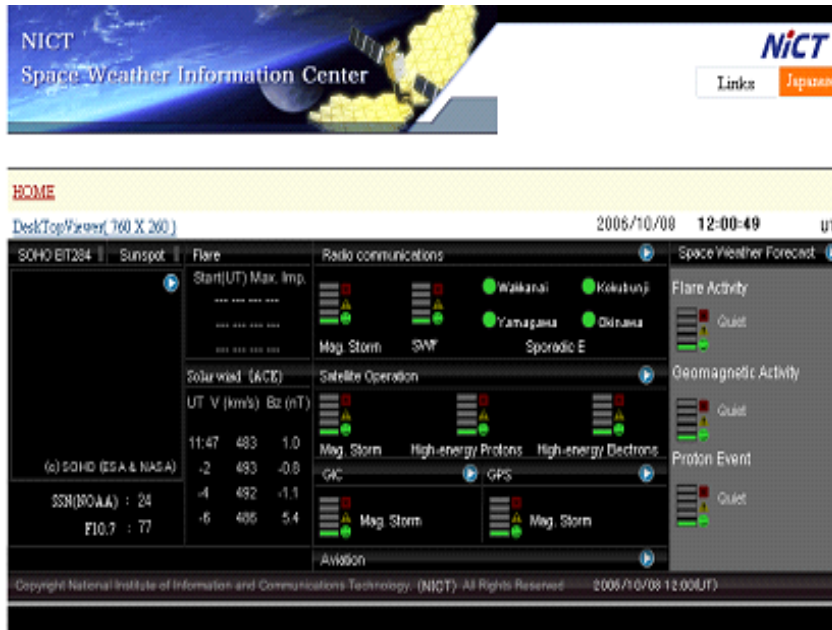 NICT
Space Weather Information Center
NiCT
Links
HOME
DeskTopViewer( 760 X 260 )
2006/10/08 12:00:49
SOHO EIT284
Sunspot
(c) SOHO (ESA & NASA)
SSN(NOAA) : 24
F10.7 : 77
Flare
Start(UT) Max. Imp.
--- --- --- ---
--- --- --- ---
--- --- --- ---
Solar wind (ACE)
UT V (km/s) Bz (nT)
11:47 483 1.0
-2 493 -0.8
-4 492 -1.1
-6 486 5.4
Radio communications
Wakkanai
Kokubunji
Yamagawa
Okinawa
Mag. Storm
SWF
Sporadic E
Satellite Operation
Mag. Storm
High-energy Protons
High-energy Electrons
GIC
GPS
Mag. Storm
Mag. Storm
Aviation
Space Weather Forecast
Flare Activity
Quiet
Geomagnetic Activity
Quiet
Proton Event
Quiet
Copyright National Institute of Information and Communications Technology. (NICT) All Rights Reserved 2006/10/08 12:00(UT)